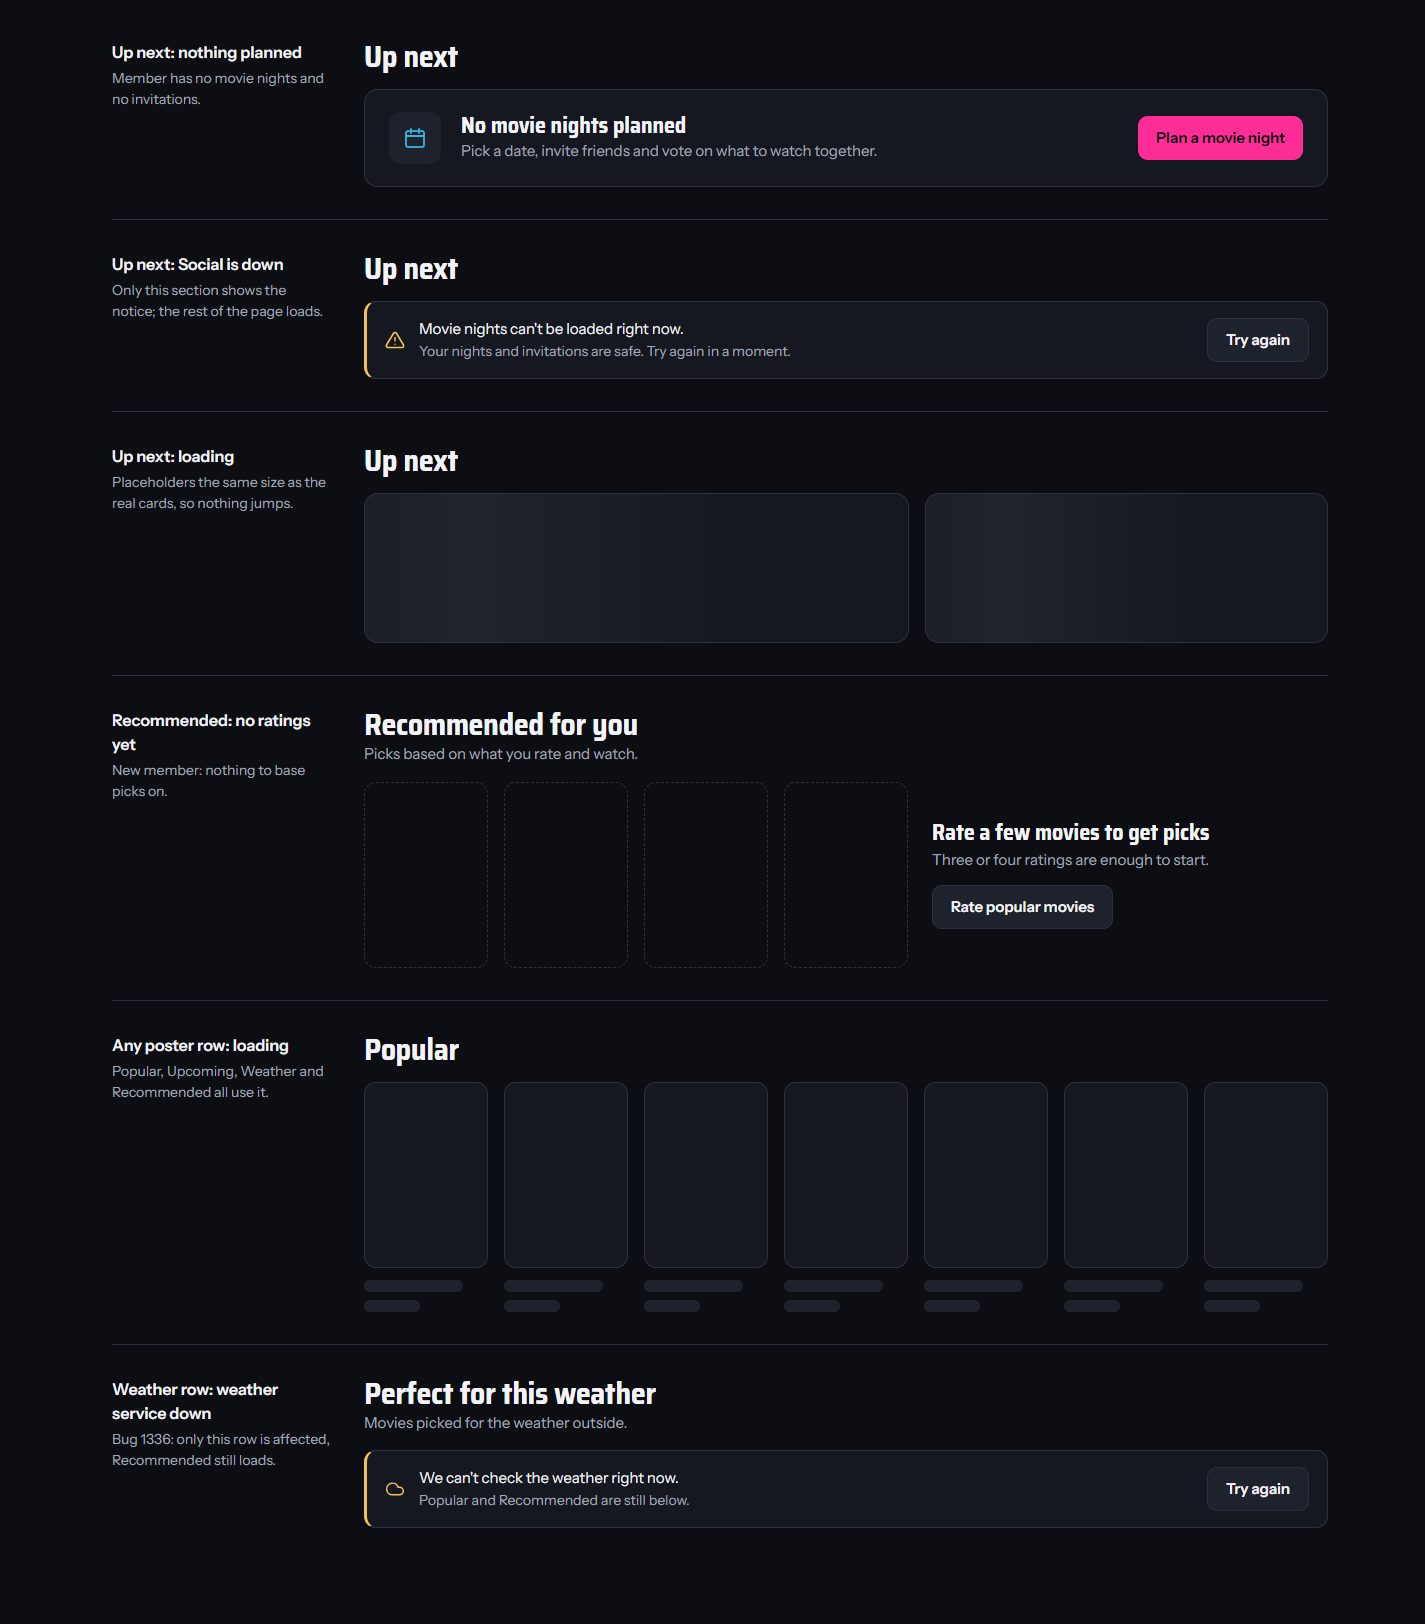 Up next: nothing planned
Member has no movie nights and
no invitations.
Up next
No movie nights planned
Pick a date, invite friends and vote on what to watch together.
Plan a movie night
Up next: Social is down
Only this section shows the
notice; the rest of the page loads.
Up next
Movie nights can't be loaded right now.
Your nights and invitations are safe. Try again in a moment.
Try again
Up next: loading
Placeholders the same size as the
real cards, so nothing jumps.
Up next
Recommended: no ratings
yet
New member: nothing to base
picks on.
Recommended for you
Picks based on what you rate and watch.
Rate a few movies to get picks
Three or four ratings are enough to start.
Rate popular movies
Any poster row: loading
Popular, Upcoming, Weather and
Recommended all use it.
Popular
Weather row: weather
service down
Bug 1336: only this row is affected,
Recommended still loads.
Perfect for this weather
Movies picked for the weather outside.
We can't check the weather right now.
Popular and Recommended are still below.
Try again